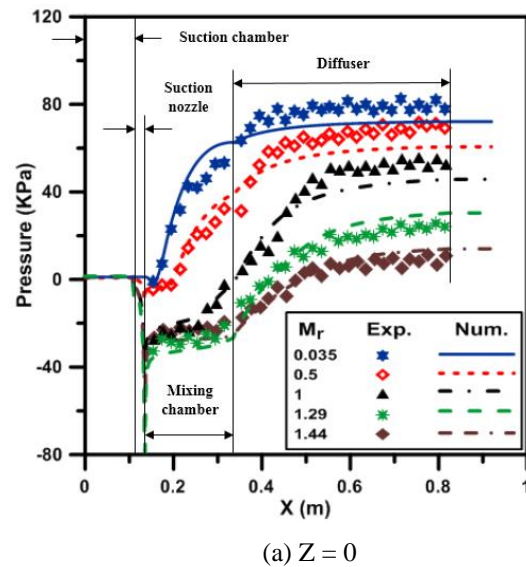 120
80
40
0
-40
-80
Pressure (KPa)
Suction chamber
Suction
nozzle
Diffuser
Mixing
chamber
Mr Exp. Num.
0.035
0.5
1
1.29
1.44
0 0.2 0.4 0.6 0.8 1
X (m)
(a) Z = 0